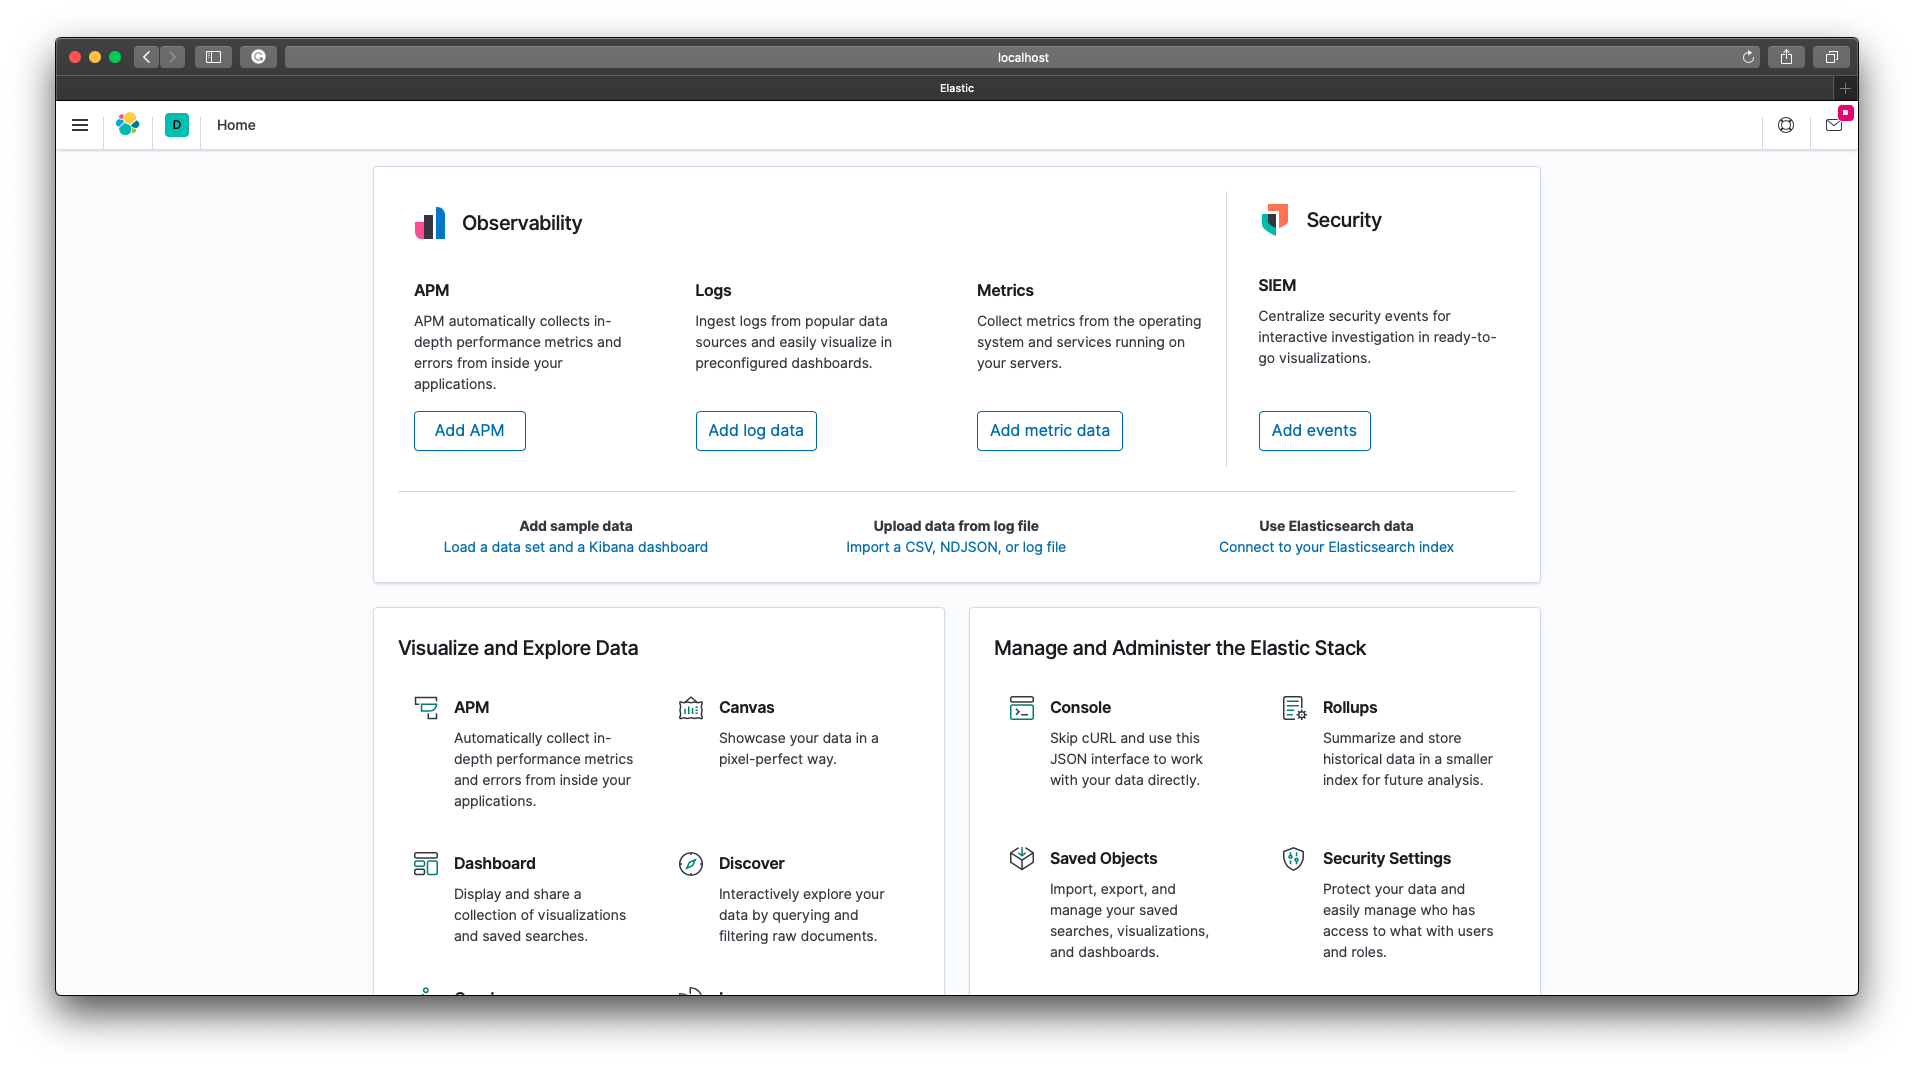 localhost
Elastic
D
Home
Observability
Security
APM
APM automatically collects in-
depth performance metrics and
errors from inside your
applications.
Add APM
Logs
Ingest logs from popular data
sources and easily visualize in
preconfigured dashboards.
Add log data
Metrics
Collect metrics from the operating
system and services running on
your servers.
Add metric data
SIEM
Centralize security events for
interactive investigation in ready-to-
go visualizations.
Add events
Add sample data
Load a data set and a Kibana dashboard
Upload data from log file
Import a CSV, NDJSON, or log file
Use Elasticsearch data
Connect to your Elasticsearch index
Visualize and Explore Data
APM
Automatically collect in-
depth performance metrics
and errors from inside your
applications.
Canvas
Showcase your data in a
pixel-perfect way.
Dashboard
Display and share a
collection of visualizations
and saved searches.
Discover
Interactively explore your
data by querying and
filtering raw documents.
Manage and Administer the Elastic Stack
Console
Skip cURL and use this
JSON interface to work
with your data directly.
Rollups
Summarize and store
historical data in a smaller
index for future analysis.
Saved Objects
Import, export, and
manage your saved
searches, visualizations,
and dashboards.
Security Settings
Protect your data and
easily manage who has
access to what with users
and roles.